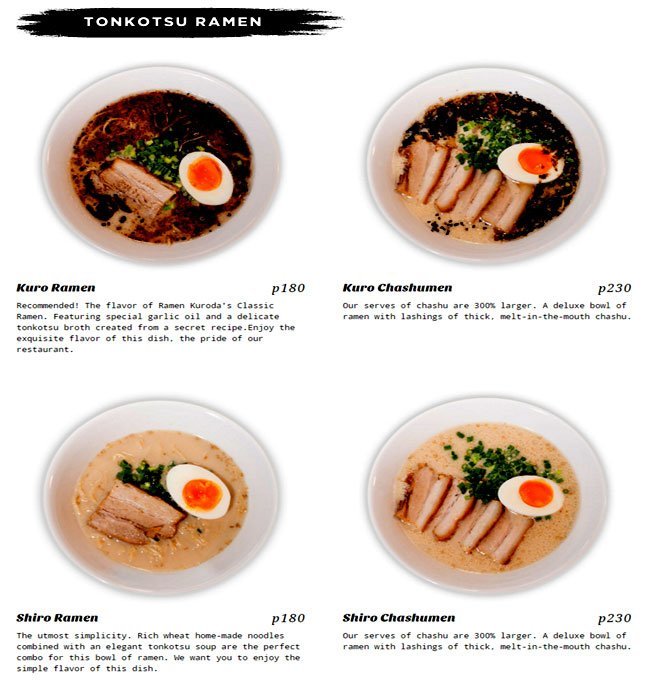 TONKOTSU RAMEN
Kuro Ramen p180
Recommended! The flavor of Ramen Kuroda's Classic
Ramen. Featuring special garlic oil and a delicate
tonkotsu broth created from a secret recipe.Enjoy the
exquisite flavor of this dish, the pride of our
restaurant.
Kuro Chashumen p230
Our serves of chashu are 300% larger. A deluxe bowl of
ramen with lashings of thick, melt-in-the-mouth chashu.
Shiro Ramen p180
The utmost simplicity. Rich wheat home-made noodles
combined with an elegant tonkotsu soup are the perfect
combo for this bowl of ramen. We want you to enjoy the
simple flavor of this dish.
Shiro Chashumen p230
Our serves of chashu are 300% larger. A deluxe bowl of
ramen with lashings of thick, melt-in-the-mouth chashu.